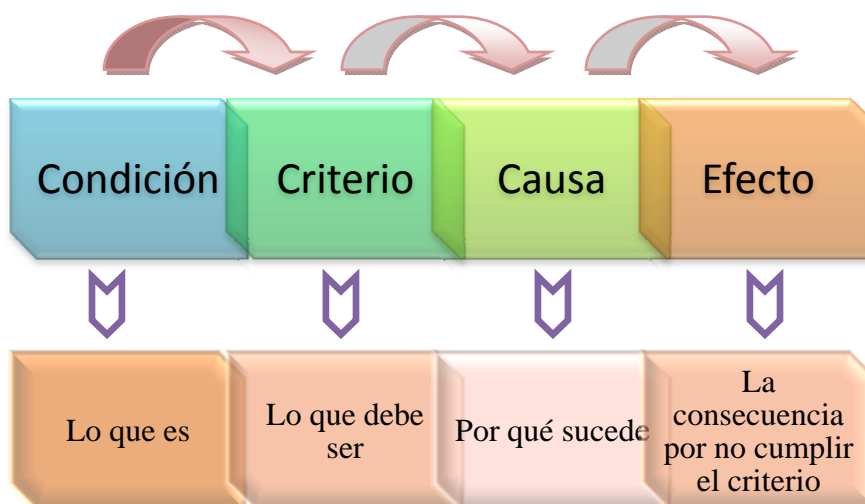 Condición
Criterio
Causa
Efecto
Lo que es
Lo que debe
ser
Por qué sucede
La
consecuencia
por no cumplir
el criterio